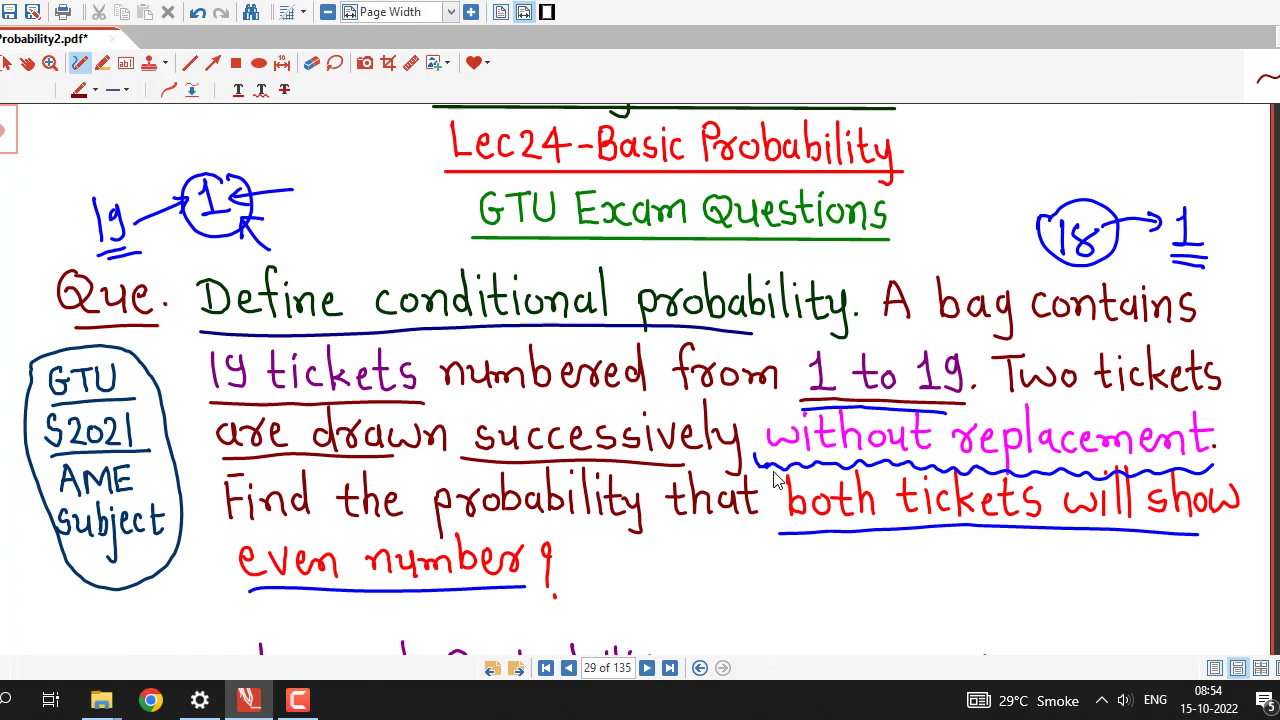 Page Width
Probability2.pdf*
Lec24-Basic Probability
GTU Exam Questions
19 → 1
18 → 1
Que. Define conditional probability. A bag contains
19 tickets numbered from 1 to 19. Two tickets
are drawn successively without replacement.
Find the probability that both tickets will show
even number?
GTU
S2021
AME
Subject
29 of 135
29°C Smoke
ENG
08:54
15-10-2022
5